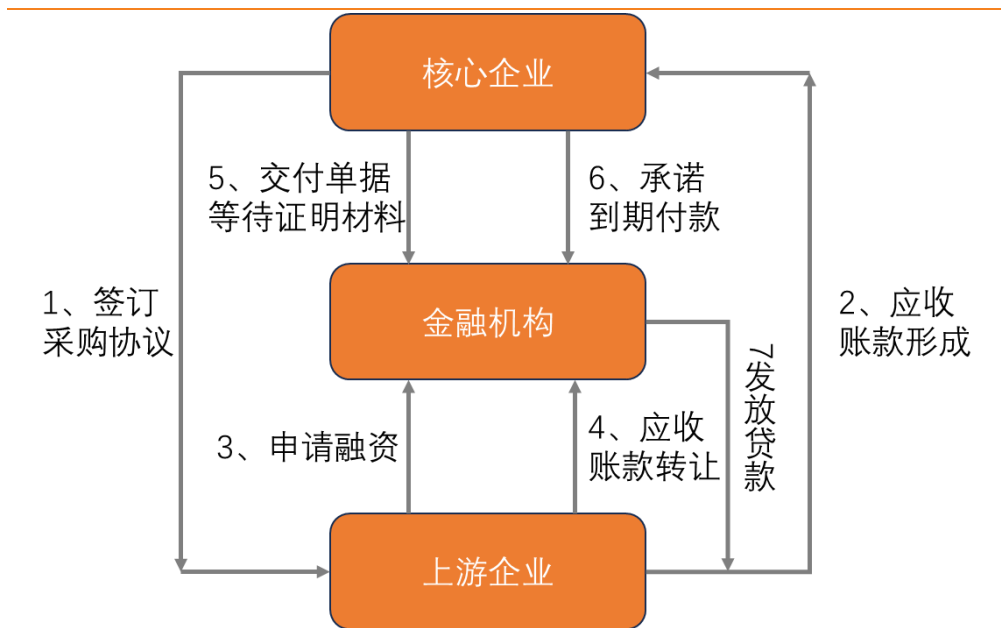 核心企业
5、交付单据
等待证明材料
6、承诺
到期付款
1、签订
采购协议
金融机构
2、应收
账款形成
7发放贷款
3、申请融资
4、应收
账款转让
上游企业